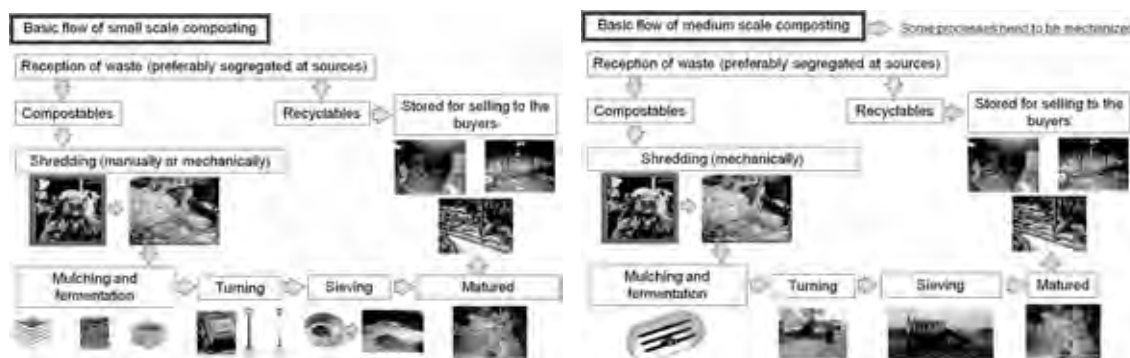 Basic flow of small scale composting
Reception of waste (preferably segregated at sources)
Compostables
Recyclables
Stored for selling to the
buyers
Shredding (manually or mechanically)
Mulching and
fermentation
Turning
Sieving
Matured
Basic flow of medium scale composting
Some processes need to be mechanized
Reception of waste (preferably segregated at sources)
Compostables
Recyclables
Stored for selling to the
buyers
Shredding (mechanically)
Mulching and
fermentation
Turning
Sieving
Matured